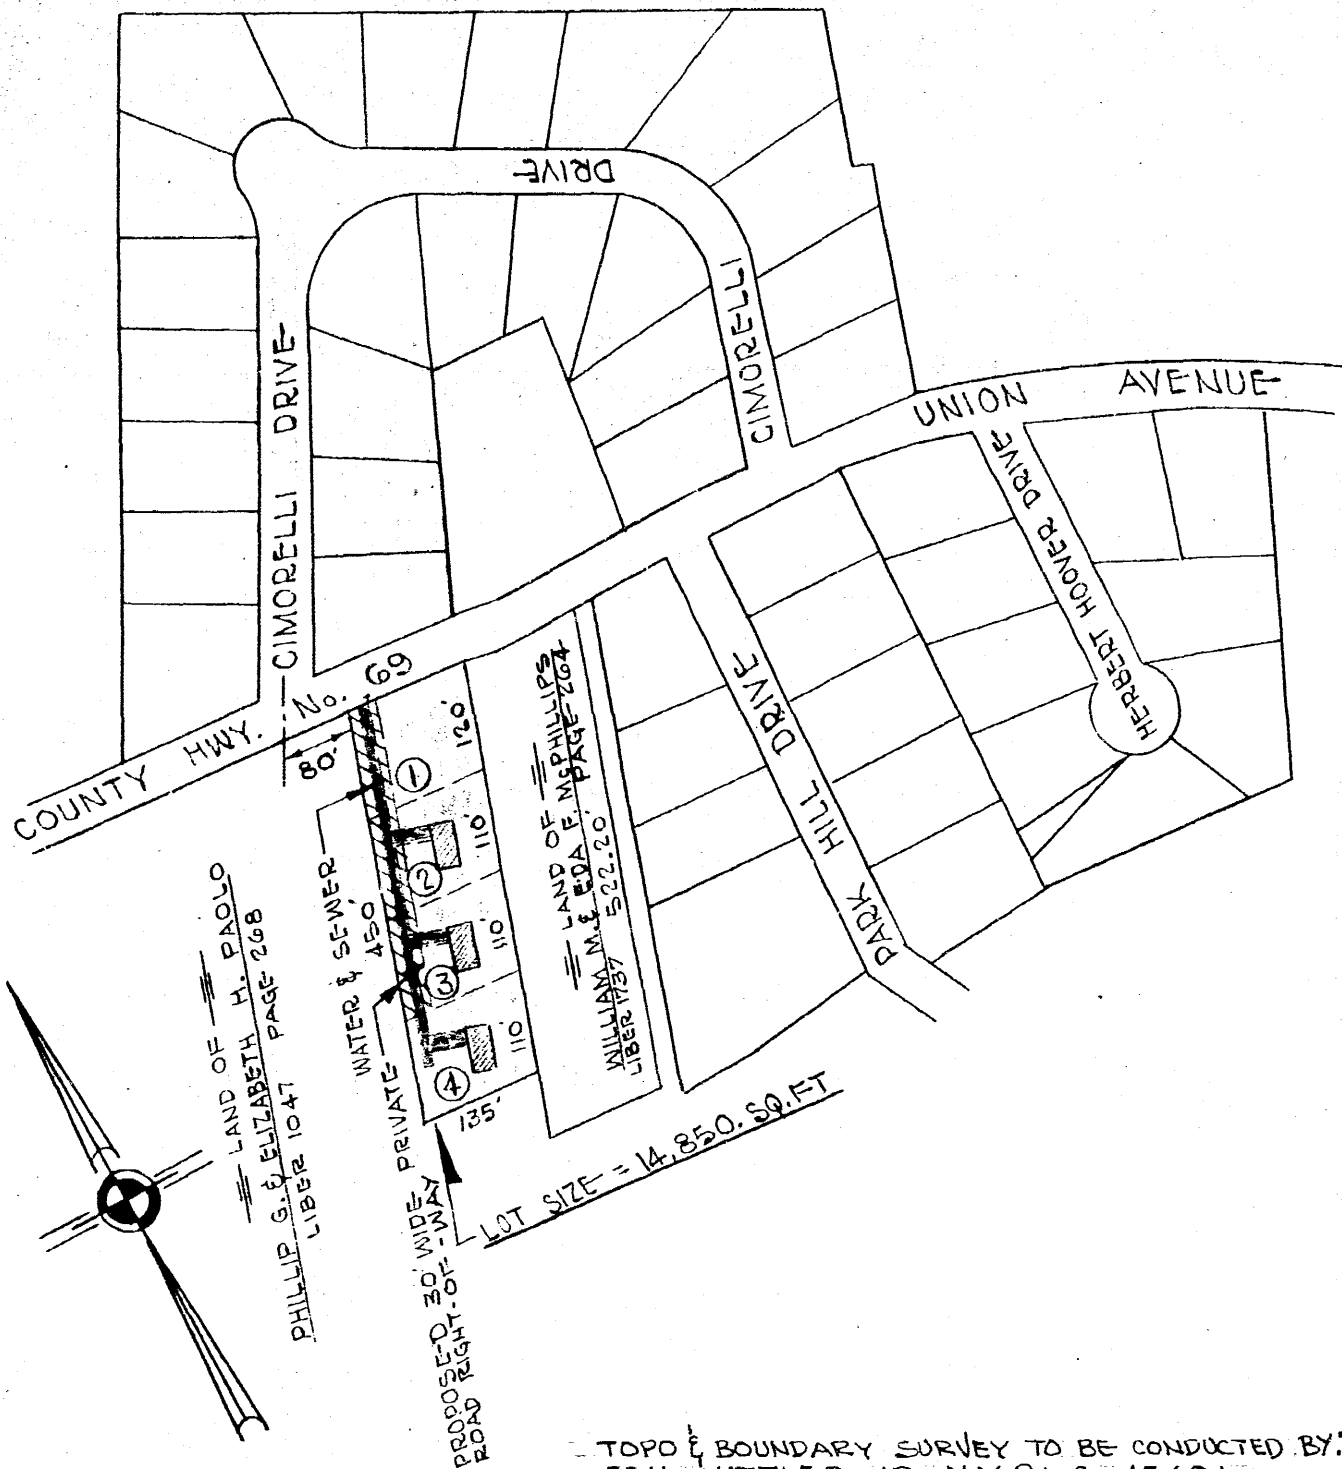 DRIVE
CIMORELLI
CIMORELLI DRIVE
UNION AVENUE
HERBERT HOOVER DRIVE
PARK HILL DRIVE
COUNTY HWY. No. 69
80'
120'
110'
110'
110'
135'
1
2
3
4
LAND OF
WILLIAM M. & EDA F. McPHILLIPS
LIBER 1737 PAGE 264
522.20'
LAND OF
PHILLIP G. & ELIZABETH H. PAOLO
LIBER 1047 PAGE 268
WATER & SEWER
450'
PROPOSED 30' WIDE PRIVATE
ROAD RIGHT-OF-WAY
LOT SIZE = 14,850. SQ.FT
TOPO & BOUNDARY SURVEY TO BE CONDUCTED BY: